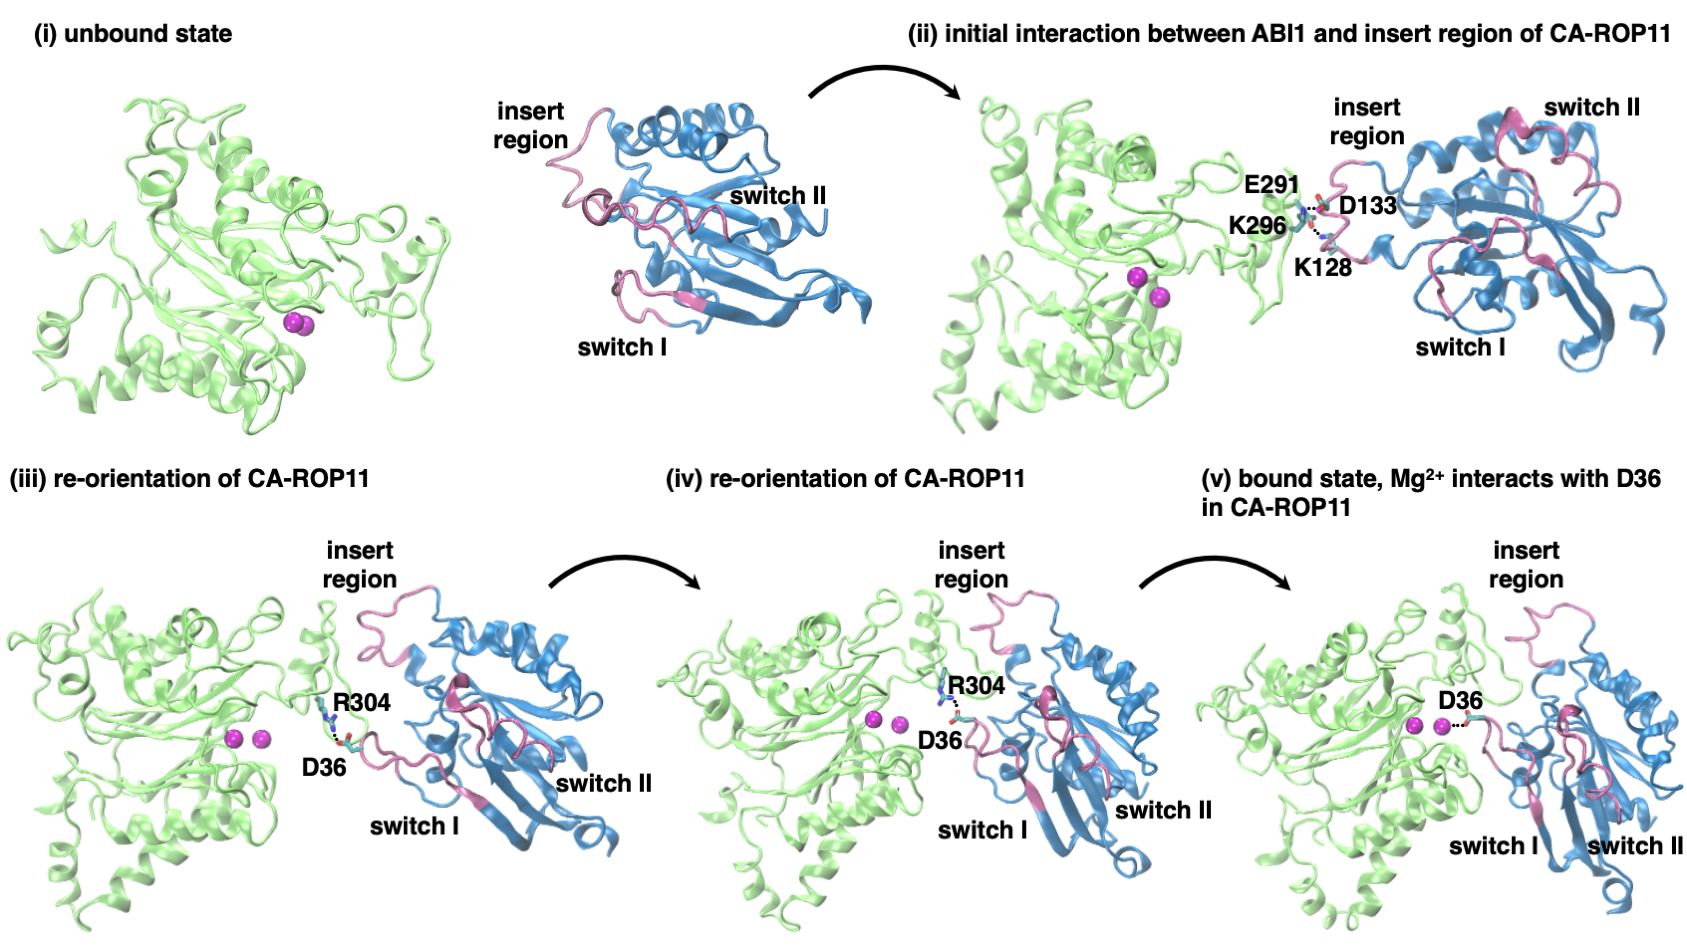 (i) unbound state
(ii) initial interaction between ABI1 and insert region of CA-ROP11
insert
region
switch II
switch I
insert
region
switch II
E291
D133
K296
K128
switch I
(iii) re-orientation of CA-ROP11
(iv) re-orientation of CA-ROP11
(v) bound state, Mg²⁺ interacts with D36
in CA-ROP11
insert
region
R304
D36
switch II
switch I
insert
region
R304
D36
switch II
switch I
insert
region
D36
switch I
switch II